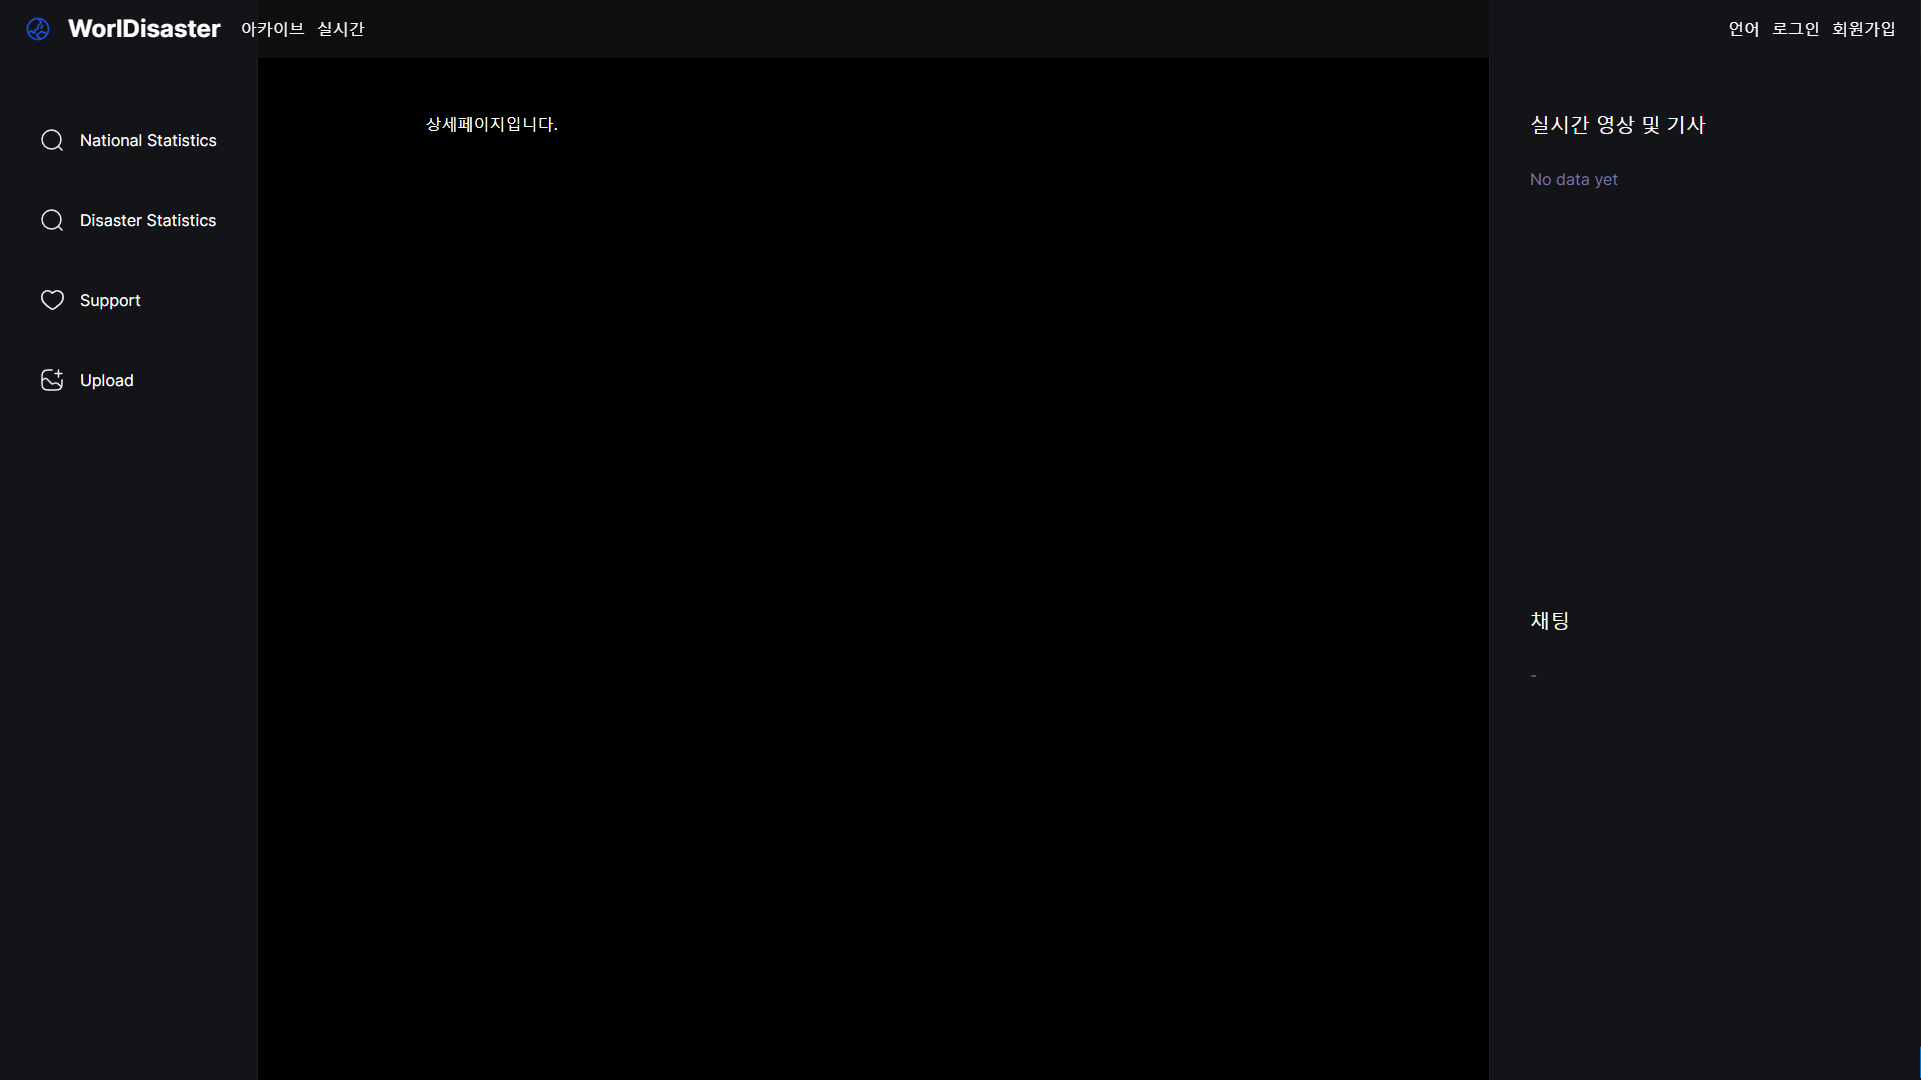 WorlDisaster 아카이브 실시간 언어 로그인 회원가입
National Statistics
Disaster Statistics
Support
Upload
상세페이지입니다.
실시간 영상 및 기사
No data yet
채팅
-